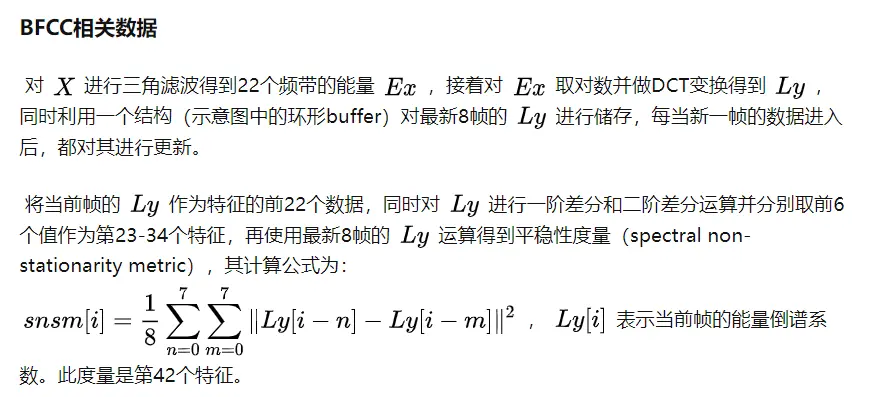 BFCC相关数据
对 X 进行三角滤波得到22个频带的能量 Ex ，接着对 Ex 取对数并做DCT变换得到 Ly ，
同时利用一个结构（示意图中的环形buffer）对最新8帧的 Ly 进行储存，每当新一帧的数据进入
后，都对其进行更新。
将当前帧的 Ly 作为特征的前22个数据，同时对 Ly 进行一阶差分和二阶差分运算并分别取前6
个值作为第23-34个特征，再使用最新8帧的 Ly 运算得到平稳性度量（spectral non-
stationarity metric），其计算公式为：
snsm[i] = \frac{1}{8} \sum_{n=0}^{7} \sum_{m=0}^{7} \|Ly[i-n] - Ly[i-m]\|^2 ， Ly[i] 表示当前帧的能量倒谱系
数。此度量是第42个特征。